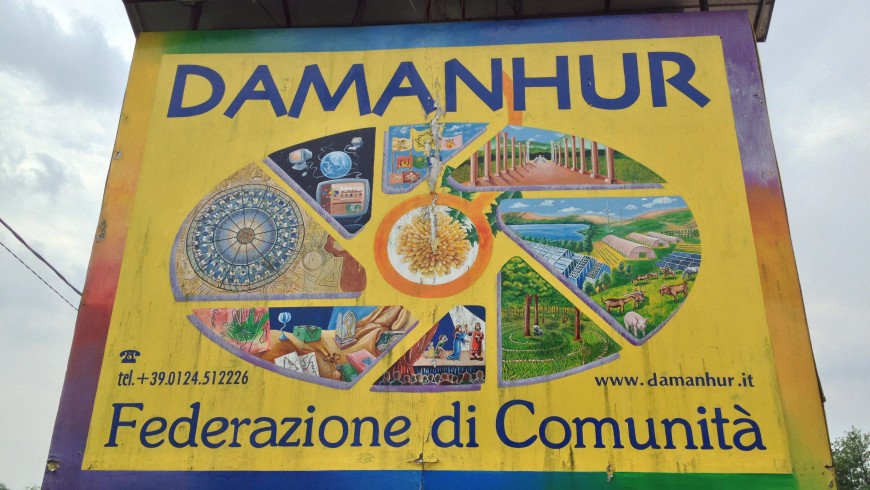 DAMANHUR
tel.+39.0124.512226
www.damanhur.it
Federazione di Comunità